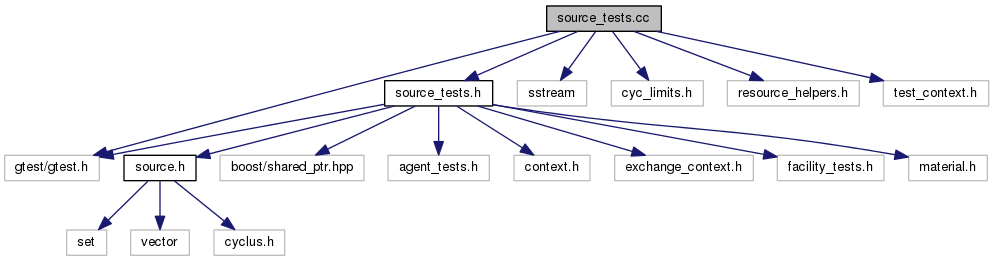 source_tests.cc
source_tests.h
sstream
cyc_limits.h
resource_helpers.h
test_context.h
gtest/gtest.h
source.h
boost/shared_ptr.hpp
agent_tests.h
context.h
exchange_context.h
facility_tests.h
material.h
set
vector
cyclus.h